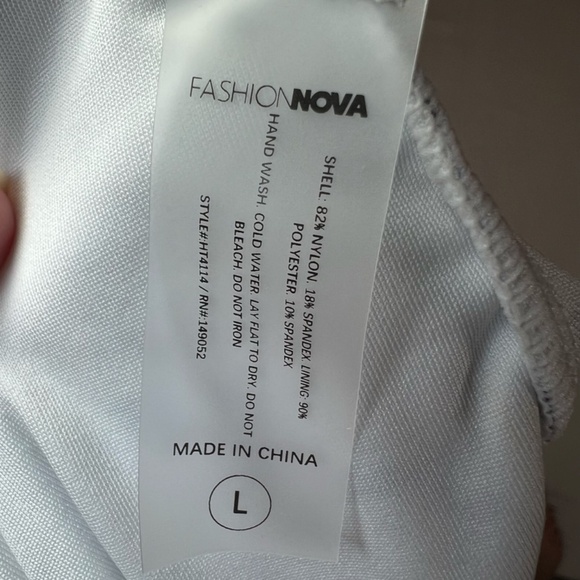 FASHIONNOVA
SHELL: 82% NYLON. 18% SPANDEX. LINING: 90%
POLYESTER. 10% SPANDEX
HAND WASH. COLD WATER. LAY FLAT TO DRY. DO NOT
BLEACH. DO NOT IRON
STYLE# HT4114 / RN#:149052
MADE IN CHINA
L